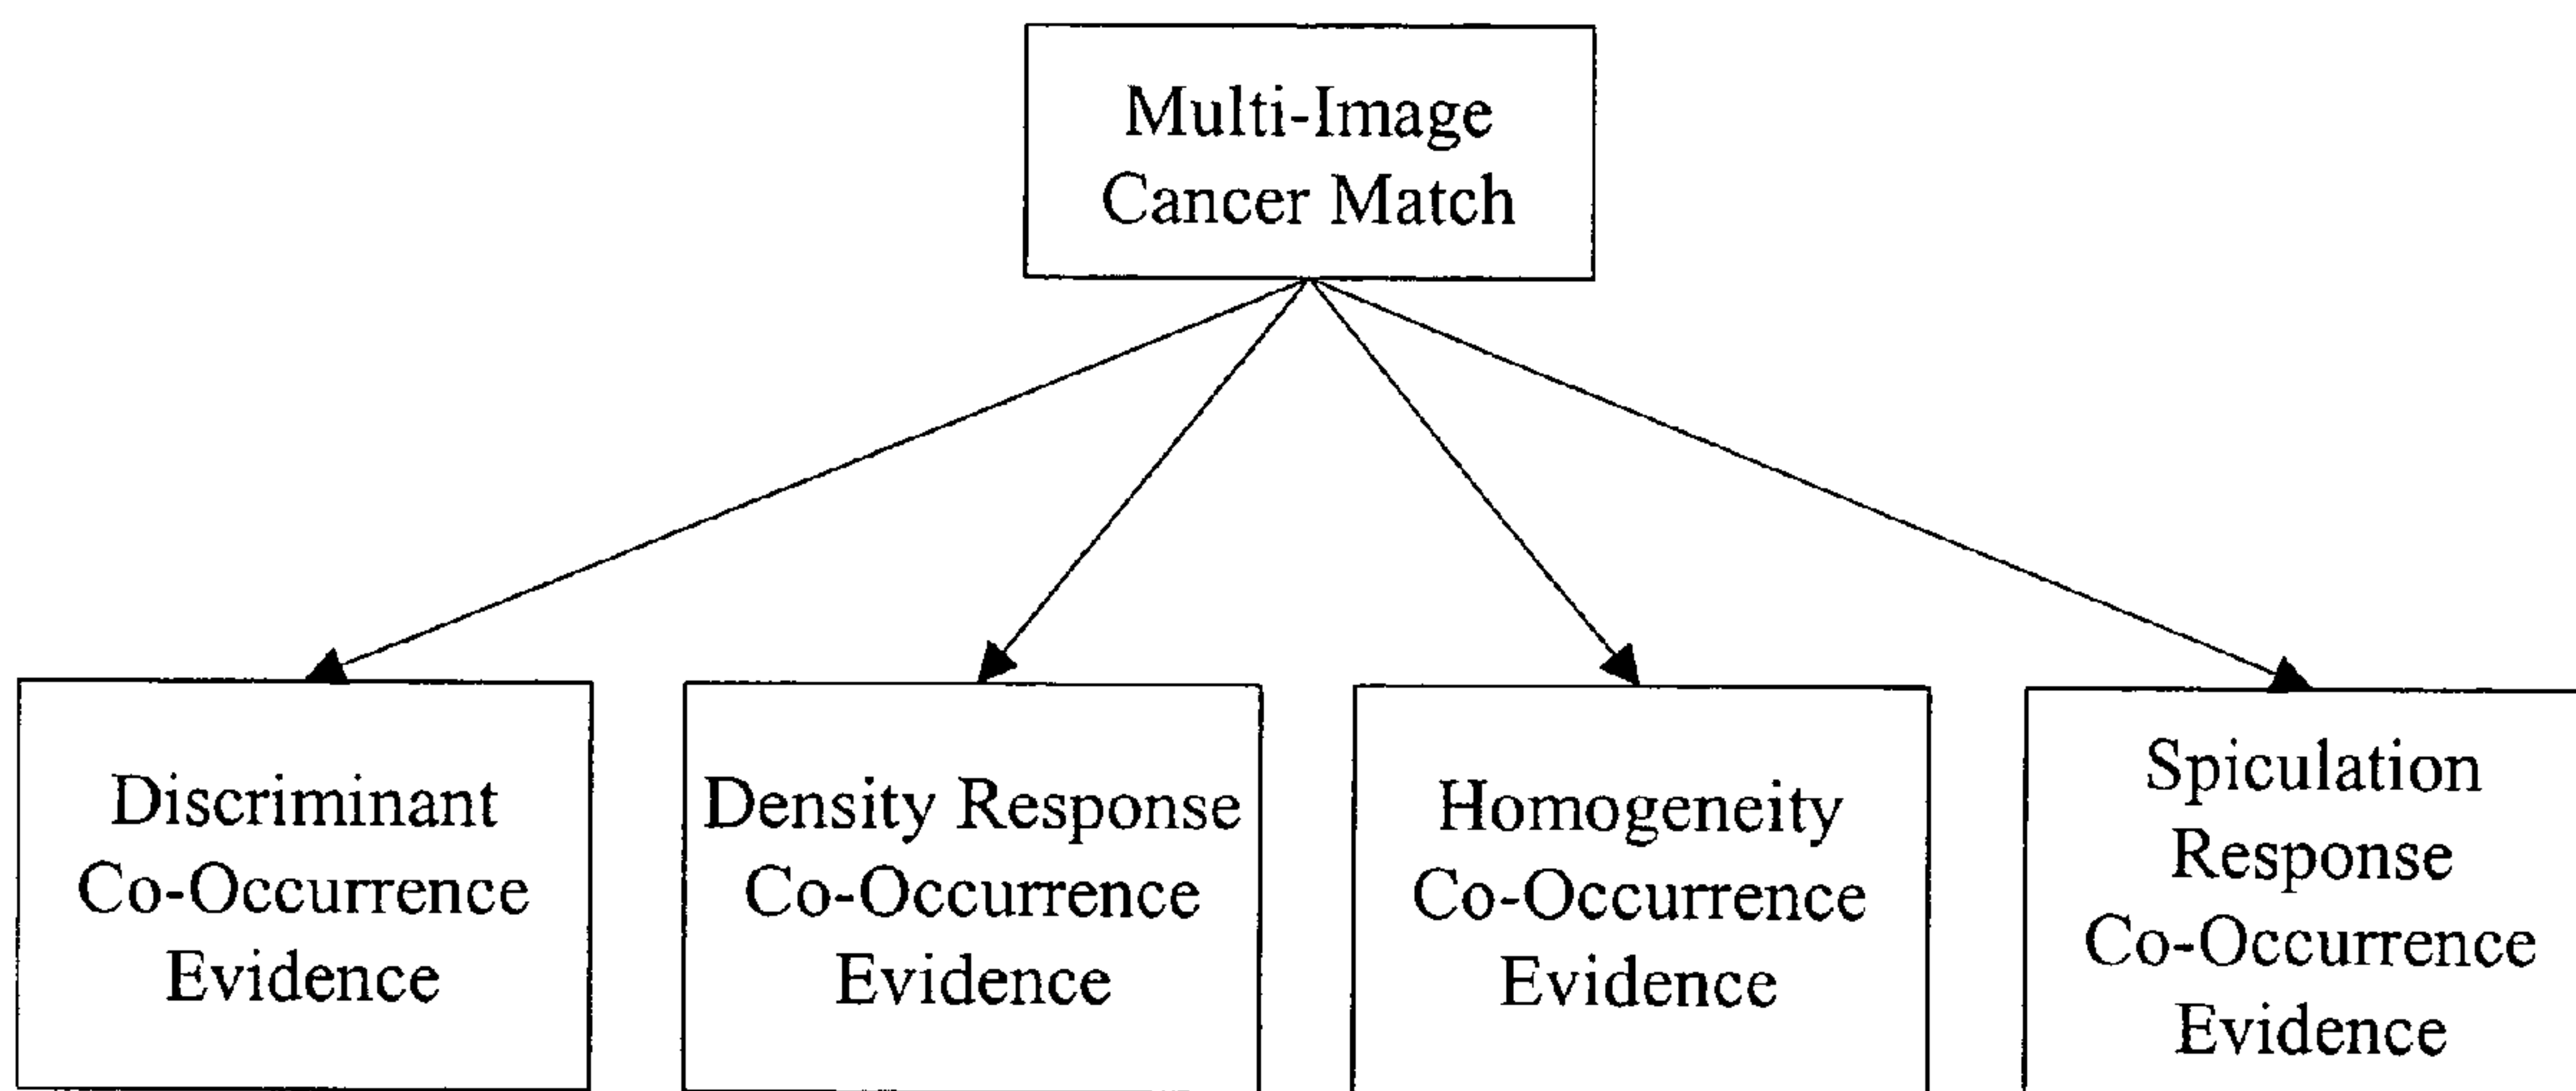 Multi-Image
Cancer Match
Discriminant
Co-Occurrence
Evidence
Density Response
Co-Occurrence
Evidence
Homogeneity
Co-Occurrence
Evidence
Spiculation
Response
Co-Occurrence
Evidence